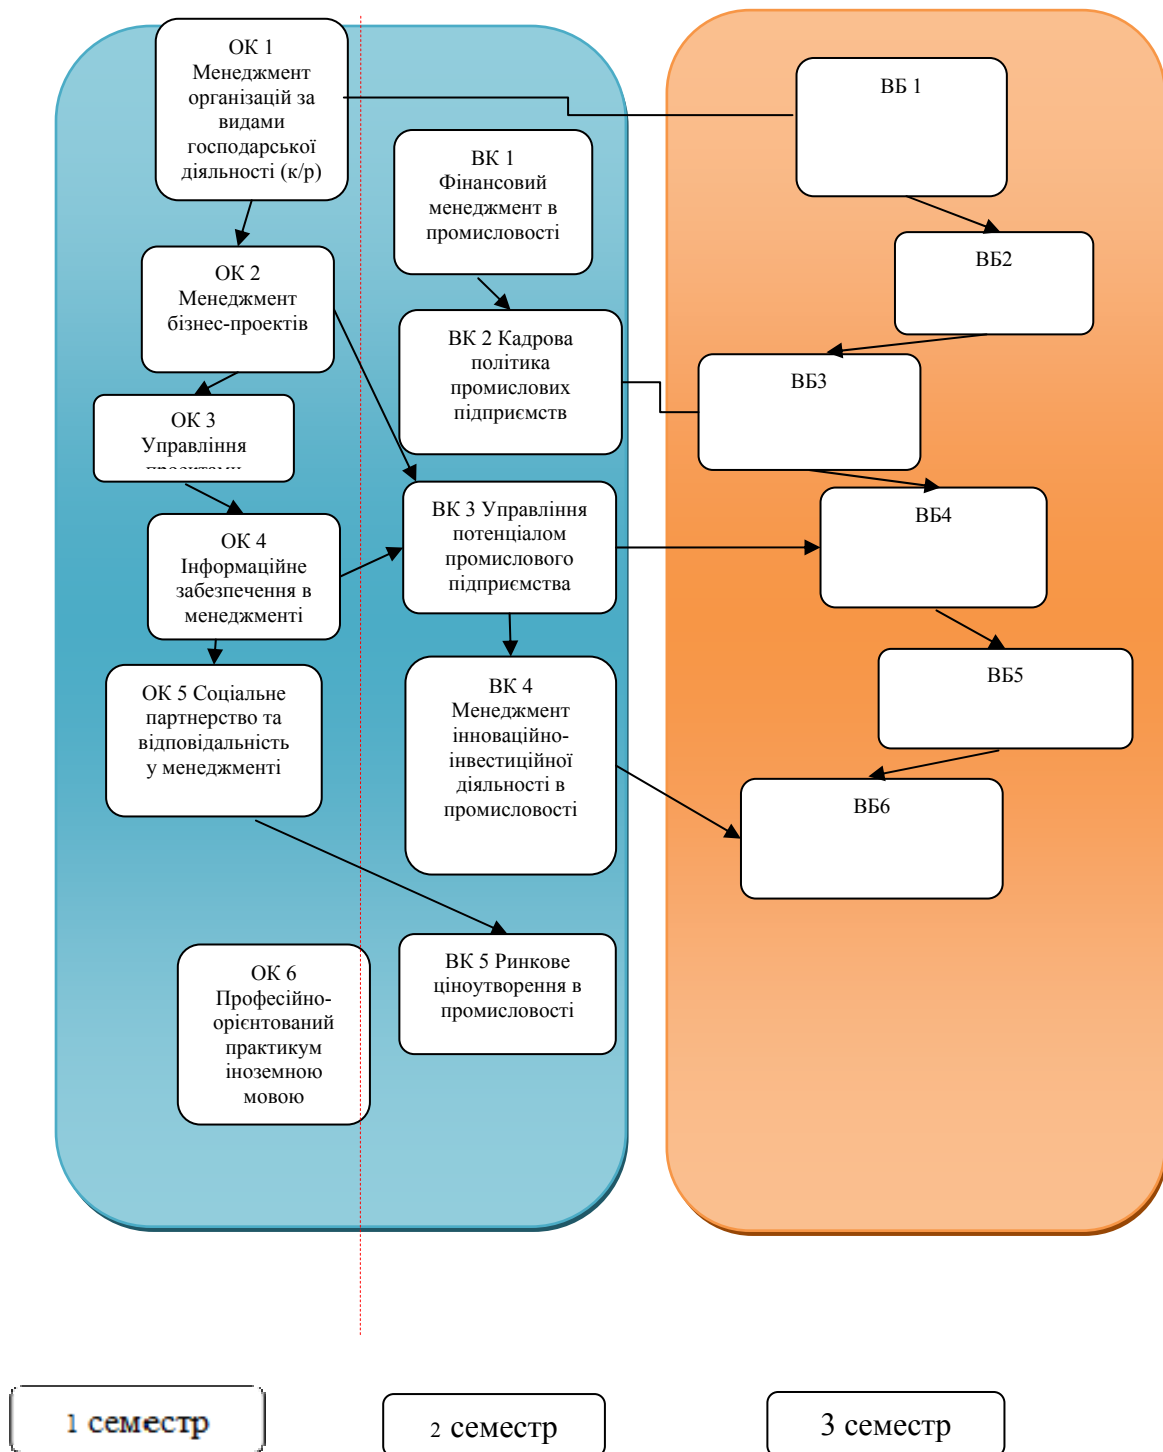 ОК 1
Менеджмент
організацій за
видами
господарської
діяльності (к/р)
ОК 2
Менеджмент
бізнес-проектів
ОК 3
Управління
ОК 4
Інформаційне
забезпечення в
менеджменті
ОК 5 Соціальне
партнерство та
відповідальність
у менеджменті
ОК 6
Професійно-
орієнтований
практикум
іноземною
мовою
ВК 1
Фінансовий
менеджмент в
промисловості
ВК 2 Кадрова
політика
промислових
підприємств
ВК 3 Управління
потенціалом
промислового
підприємства
ВК 4
Менеджмент
інноваційно-
інвестиційної
діяльності в
промисловості
ВК 5 Ринкове
ціноутворення в
промисловості
ВБ 1
ВБ2
ВБ3
ВБ4
ВБ5
ВБ6
1 семестр
2 семестр
3 семестр